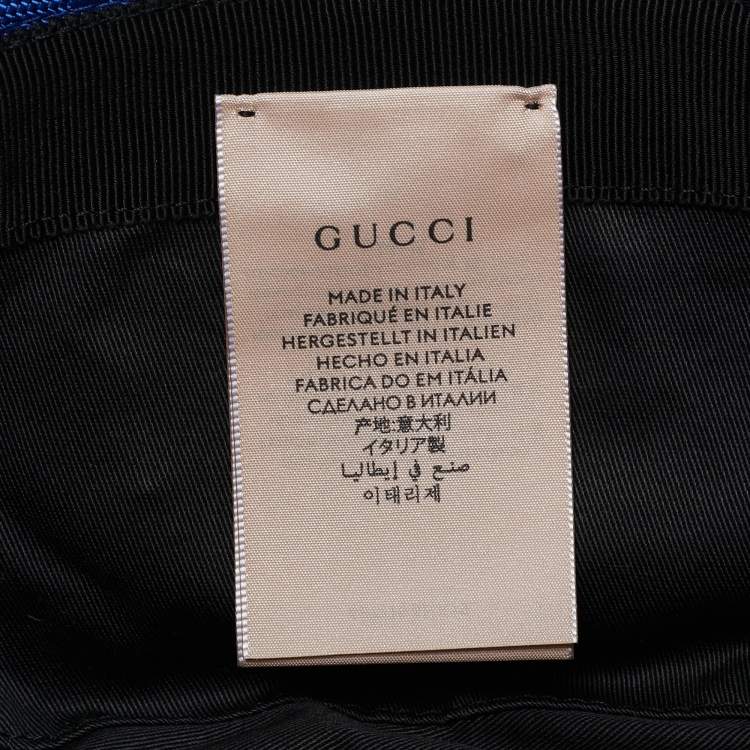 GUCCI
MADE IN ITALY
FABRIQUÉ EN ITALIE
HERGESTELLT IN ITALIEN
HECHO EN ITALIA
FABRICA DO EM ITÁLIA
СДЕЛАНО В ИТАЛИИ
产地:意大利
イタリア製
صنع في إيطاليا
이태리제